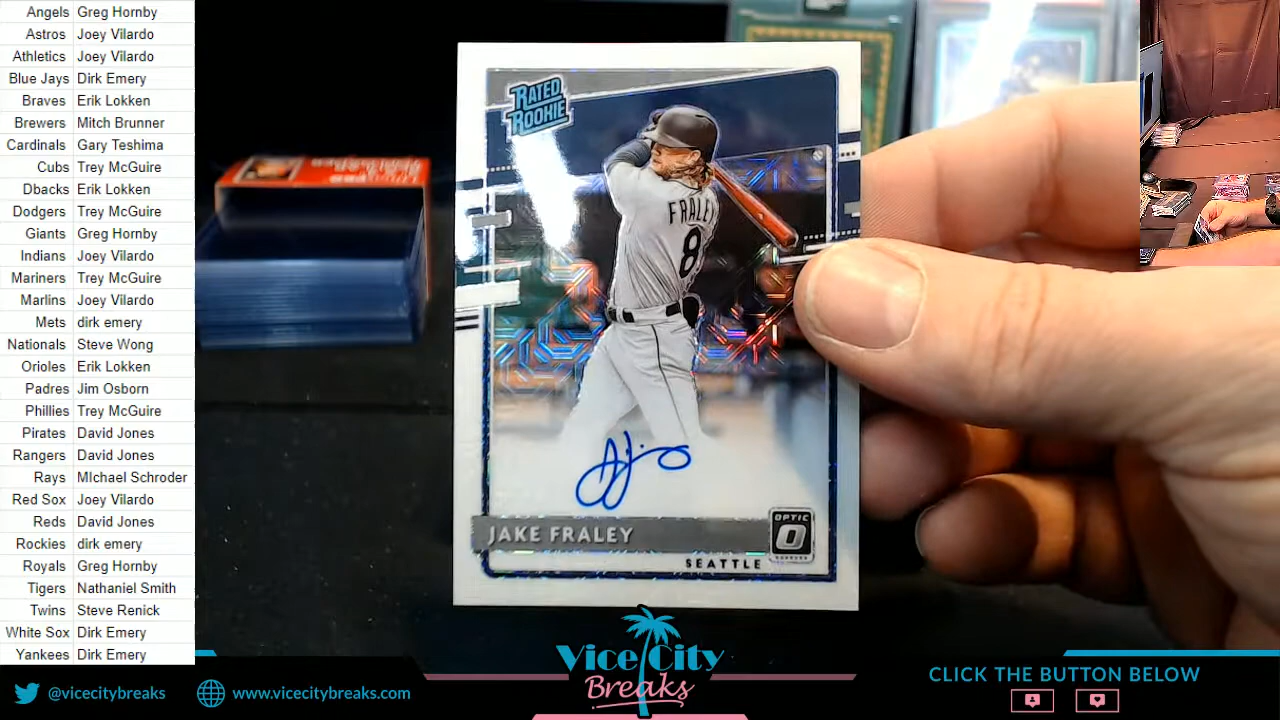 Angels Greg Hornby
Astros Joey Vilardo
Athletics Joey Vilardo
Blue Jays Dirk Emery
Braves Erik Lokken
Brewers Mitch Brunner
Cardinals Gary Teshima
Cubs Trey McGuire
Dbacks Erik Lokken
Dodgers Trey McGuire
Giants Greg Hornby
Indians Joey Vilardo
Mariners Trey McGuire
Marlins Joey Vilardo
Mets dirk emery
Nationals Steve Wong
Orioles Erik Lokken
Padres Jim Osborn
Phillies Trey McGuire
Pirates David Jones
Rangers David Jones
Rays MIchael Schroder
Red Sox Joey Vilardo
Reds David Jones
Rockies dirk emery
Royals Greg Hornby
Tigers Nathaniel Smith
Twins Steve Renick
White Sox Dirk Emery
Yankees Dirk Emery
RATED
ROOKIE
FRALEY
8
JAKE FRALEY
OPTIC
SEATTLE
Vice City
Breaks
@vicecitybreaks
www.vicecitybreaks.com
CLICK THE BUTTON BELOW